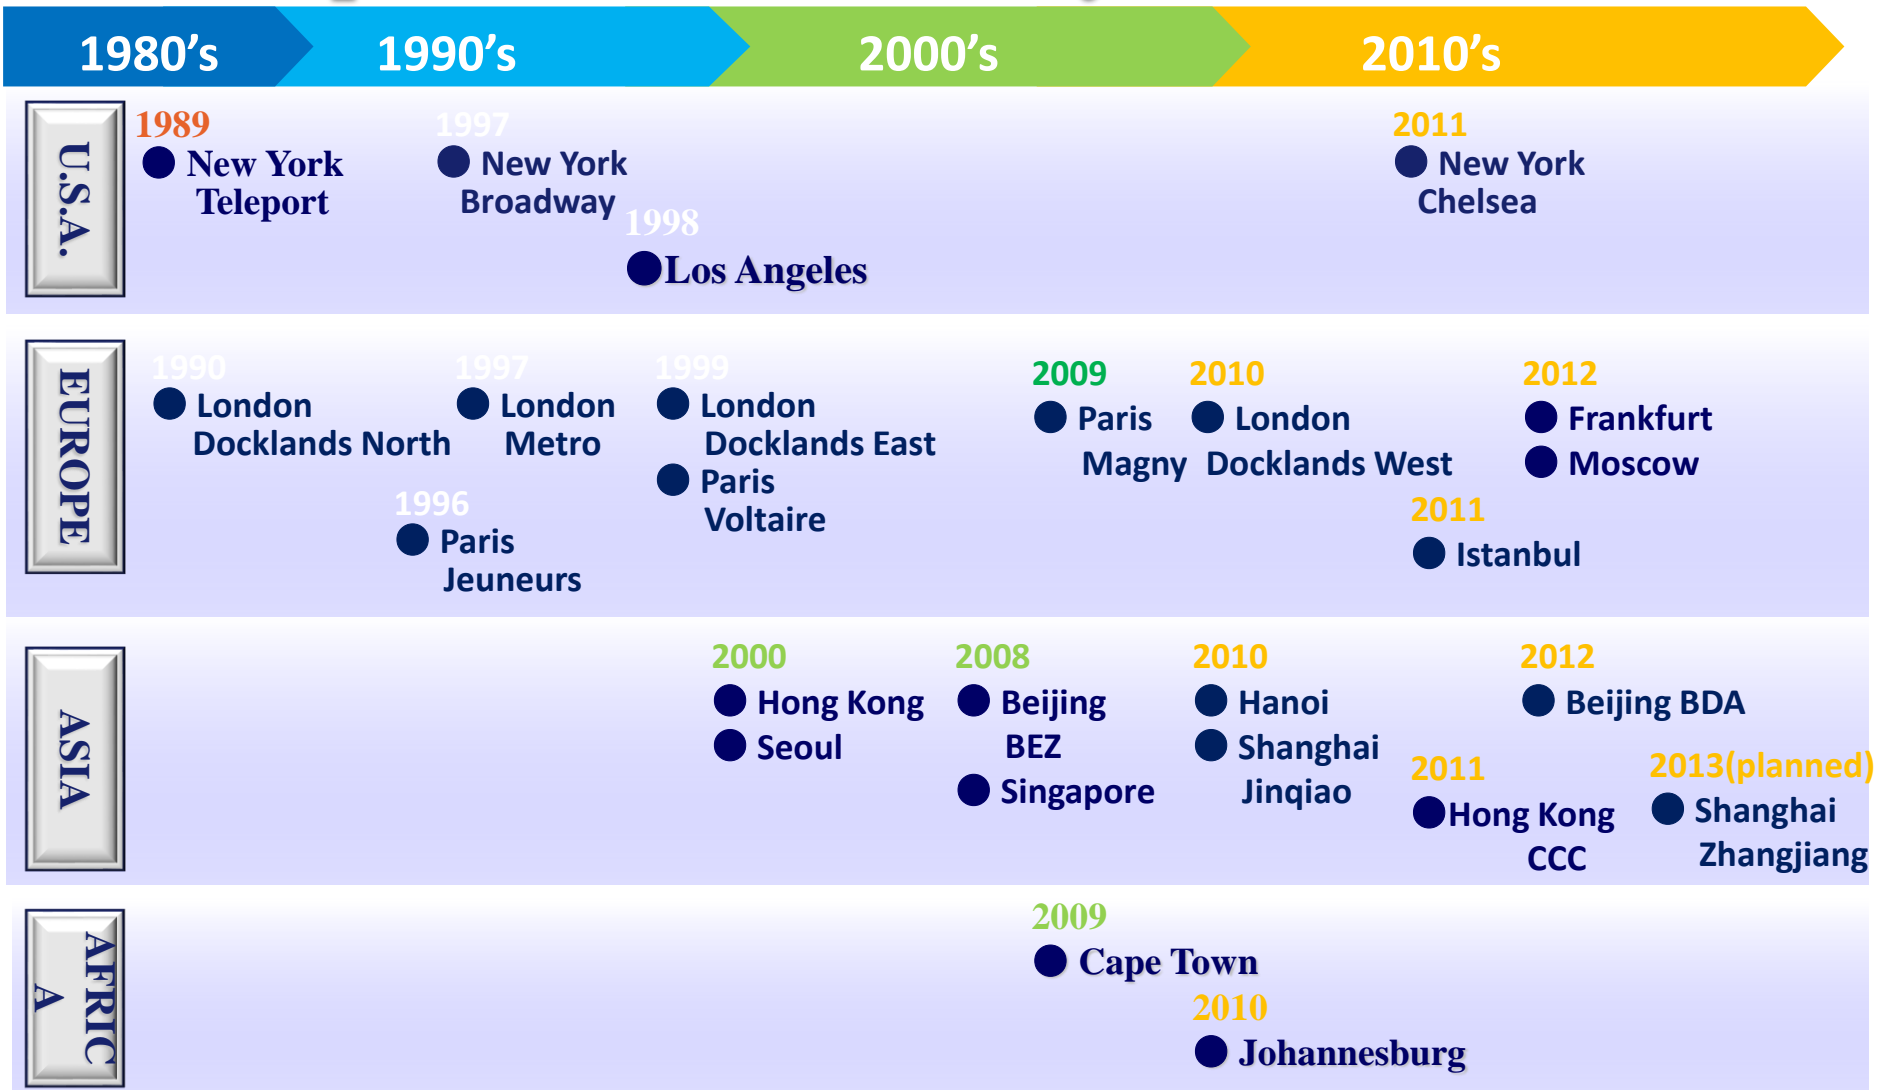 1980’s 1990’s 2000’s 2010’s
U.S.A.
1989
New York
Teleport
1997
New York
Broadway
1998
Los Angeles
2011
New York
Chelsea
EUROPE
1990
London
Docklands North
1997
London
Metro
1996
Paris
Jeuneurs
1999
London
Docklands East
Paris
Voltaire
2009
Paris
Magny
2010
London
Docklands West
2012
Frankfurt
Moscow
2011
Istanbul
ASIA
2000
Hong Kong
Seoul
2008
Beijing
BEZ
Singapore
2010
Hanoi
Shanghai
Jinqiao
2012
Beijing BDA
2011
Hong Kong
CCC
2013(planned)
Shanghai
Zhangjiang
AFRIC
A
2009
Cape Town
2010
Johannesburg